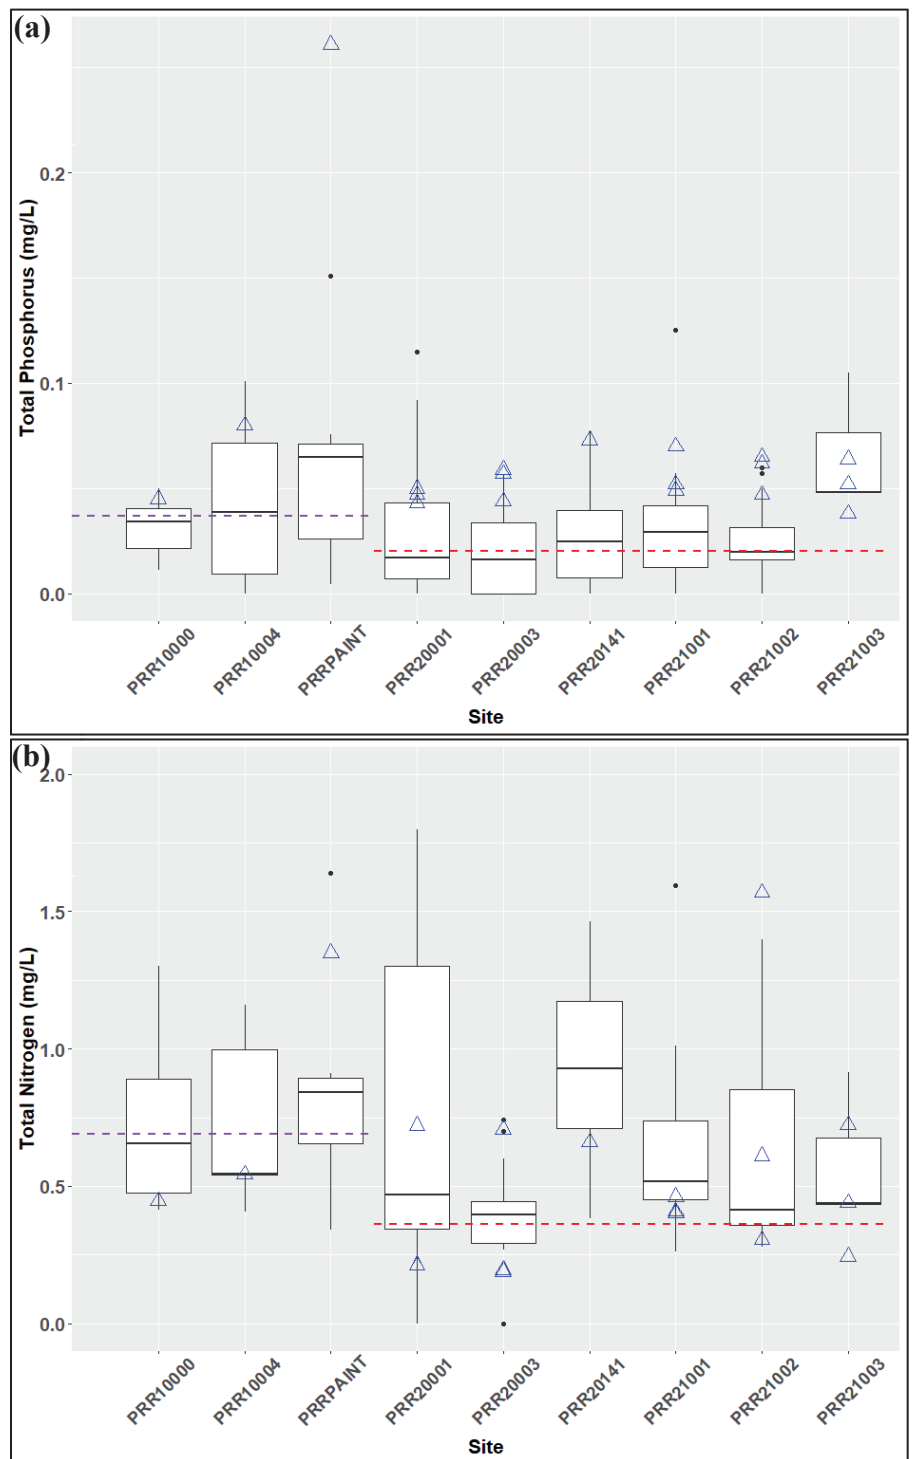 (a)
Total Phosphorus (mg/L)
0.2
0.1
0.0
PRR10000
PRR10004
PRRPAINT
PRR20001
PRR20003
PRR20141
PRR21001
PRR21002
PRR21003
Site
(b)
Total Nitrogen (mg/L)
2.0
1.5
1.0
0.5
0.0
PRR10000
PRR10004
PRRPAINT
PRR20001
PRR20003
PRR20141
PRR21001
PRR21002
PRR21003
Site